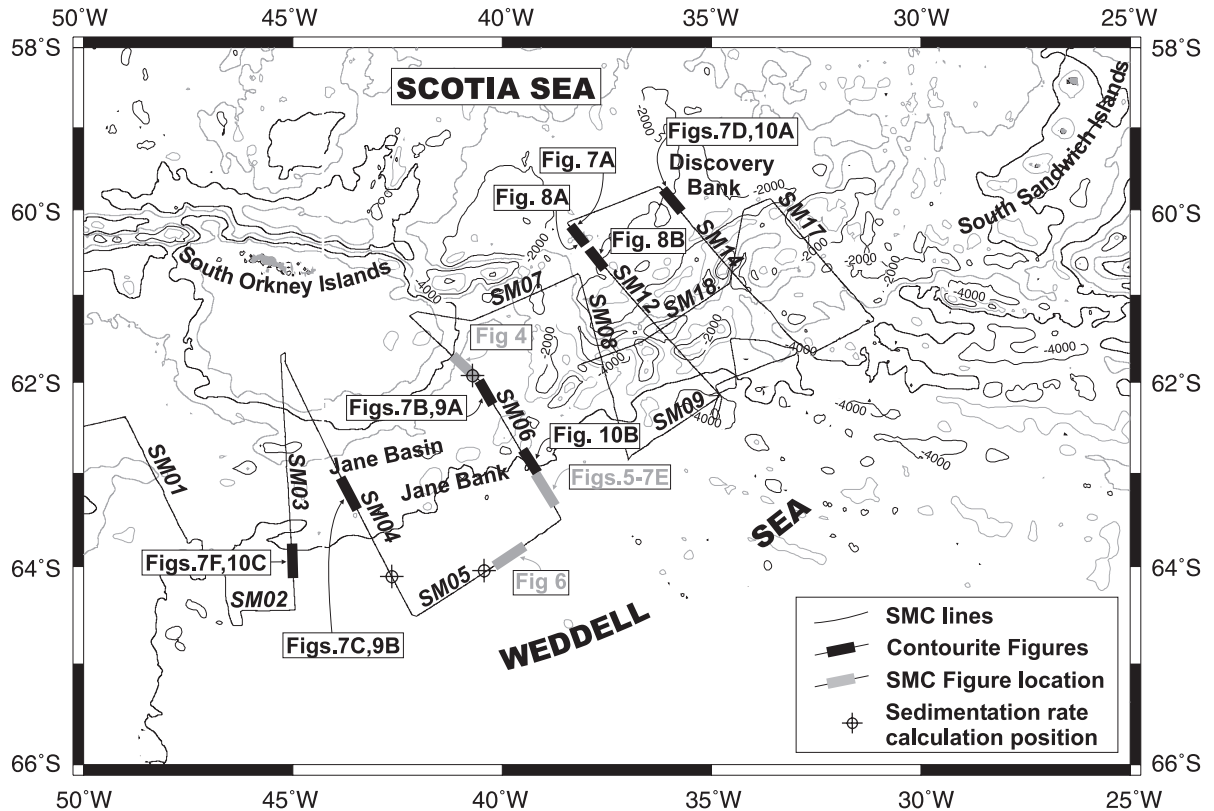 50˚W 45˚W 40˚W 35˚W 30˚W 25˚W
58˚S 58˚S
SCOTIA SEA
-2000
Figs.7D,10A
-4000
Fig. 7A
Discovery
Bank
South Sandwich Islands
Fig. 8A
-2000
60˚S 60˚S
SM17
Fig. 8B
SM14
-2000
-2000
-2000
-2000
South Orkney Islands
-4000
SM07
SM12
SM18
-4000
-2000
Fig 4
SM08
-2000
-4000
-4000
-4000
62˚S 62˚S
Figs.7B,9A
SM06
SM09
-4000
-4000
Fig. 10B
-4000
SM01
SM03
Jane Basin
Jane Bank
Figs.5-7E
SM04
SEA
Figs.7F,10C
64˚S 64˚S
SM02
SM05
Fig 6
Figs.7C,9B
WEDDELL
SMC lines
Contourite Figures
SMC Figure location
Sedimentation rate
calculation position
66˚S 66˚S
50˚W 45˚W 40˚W 35˚W 30˚W 25˚W